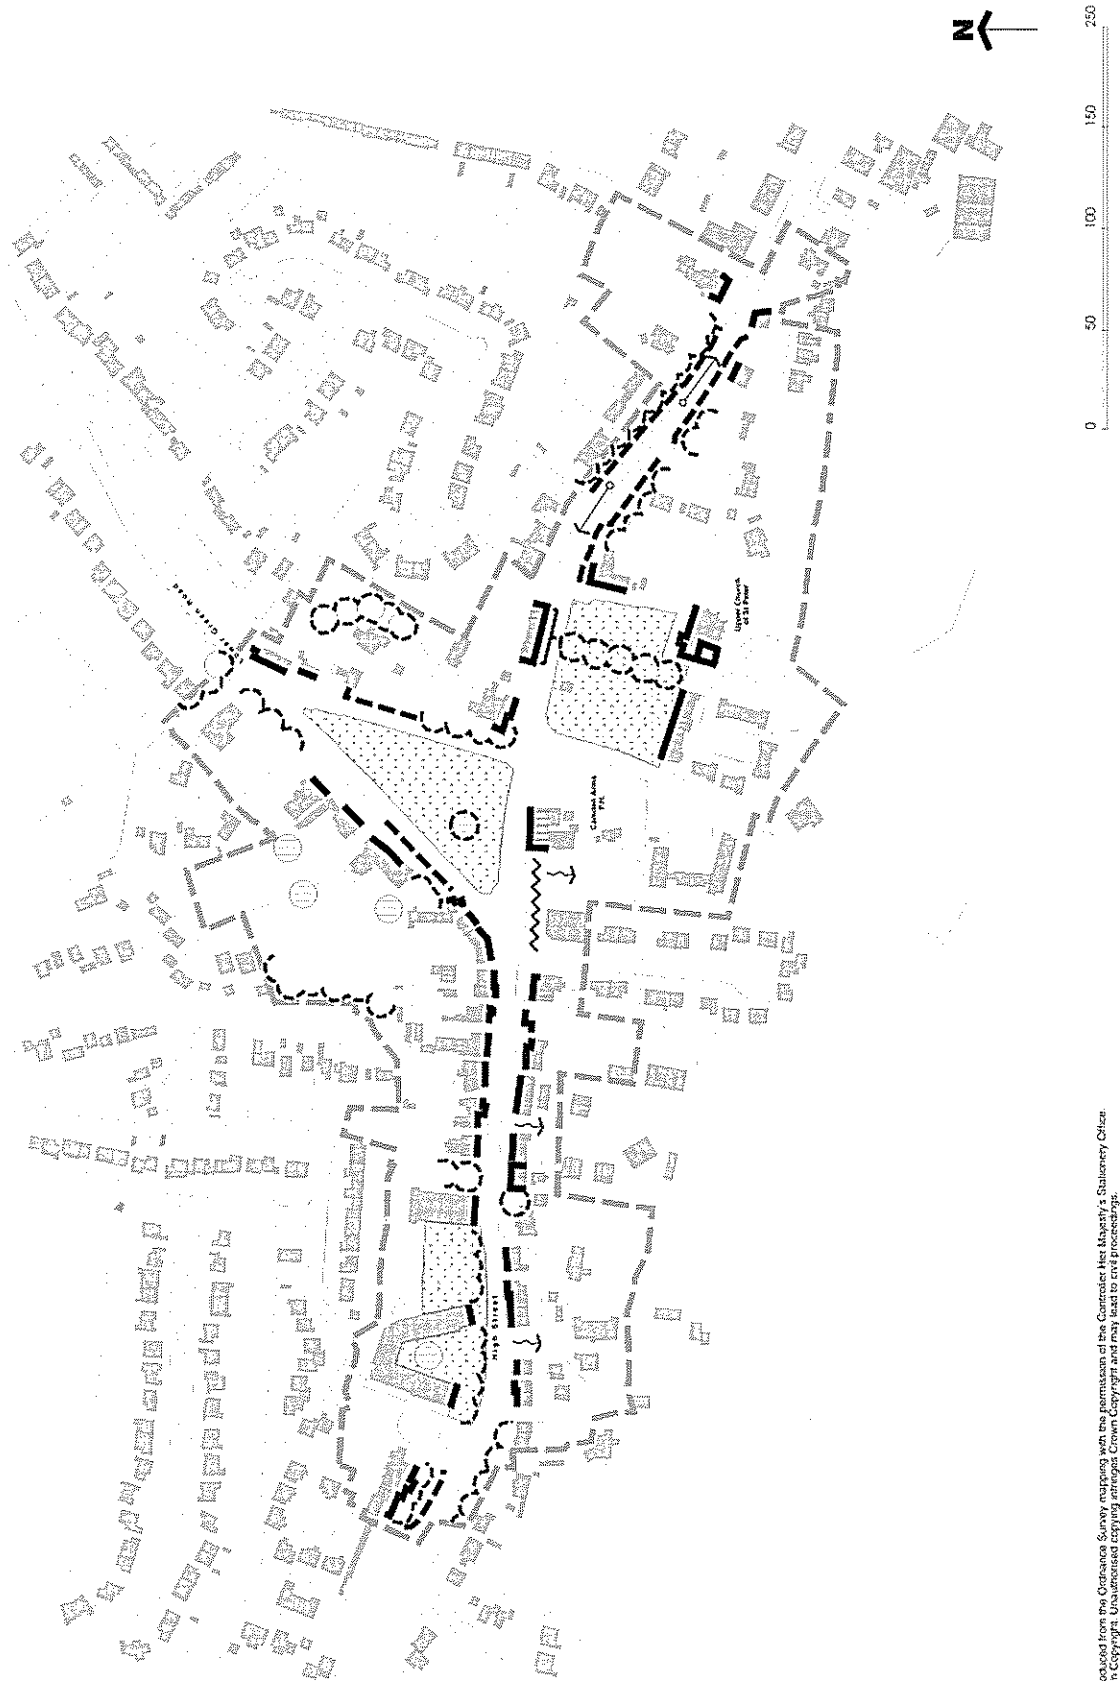 N
250
150
100
50
0
Green Road
Upper Church
of St Peter
Camden Arms
P.H.
High Street
oduced from the Ordnance Survey mapping with the permission of the Controller Her Majesty's Stationery Office.
n Copyright. Unauthorised copying infringes Crown Copyright and may lead to civil proceedings.